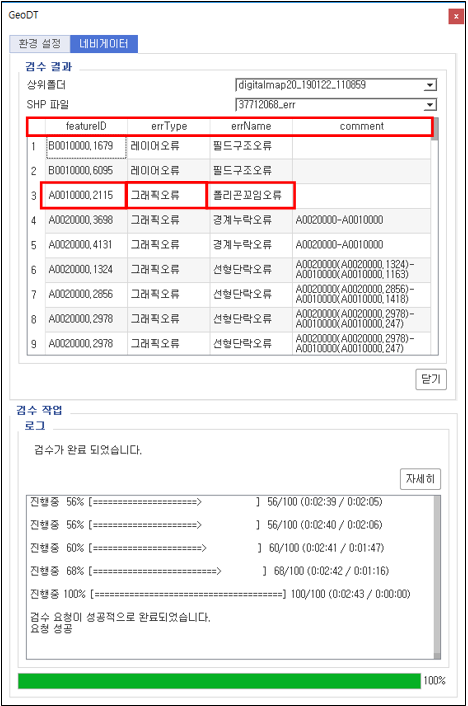 GeoDT
환경 설정 네비게이터
검수 결과
상위폴더 digitalmap20_190122_110859
SHP 파일 37712068_err
featureID errType errName comment
1 B0010000,1679 레이어오류 필드구조오류
2 B0010000,6095 레이어오류 필드구조오류
3 A0010000,2115 그래픽오류 폴리곤꼬임오류
4 A0020000,3698 그래픽오류 경계누락오류 A0020000-A0010000
5 A0020000,4131 그래픽오류 경계누락오류 A0020000-A0010000
6 A0020000,1324 그래픽오류 선형단락오류 A0020000(A0020000,1324)-
A0010000(A0010000,1163)
7 A0020000,2856 그래픽오류 선형단락오류 A0020000(A0020000,2856)-
A0010000(A0010000,1418)
8 A0020000,2978 그래픽오류 선형단락오류 A0020000(A0020000,2978)-
A0010000(A0010000,247)
9 A0020000,2978 그래픽오류 선형단락오류 A0020000(A0020000,2978)-
A0010000(A0010000,247)
닫기
검수 작업
로그
검수가 완료 되었습니다.
자세히
진행중 56% [=====================> ] 56/100 (0:02:39 / 0:02:05)
진행중 56% [=====================> ] 56/100 (0:02:40 / 0:02:06)
진행중 60% [======================> ] 60/100 (0:02:41 / 0:01:47)
진행중 68% [=========================> ] 68/100 (0:02:42 / 0:01:16)
진행중 100% [======================================] 100/100 (0:02:43 / 0:00:00)
검수 요청이 성공적으로 완료되었습니다.
요청 성공
100%